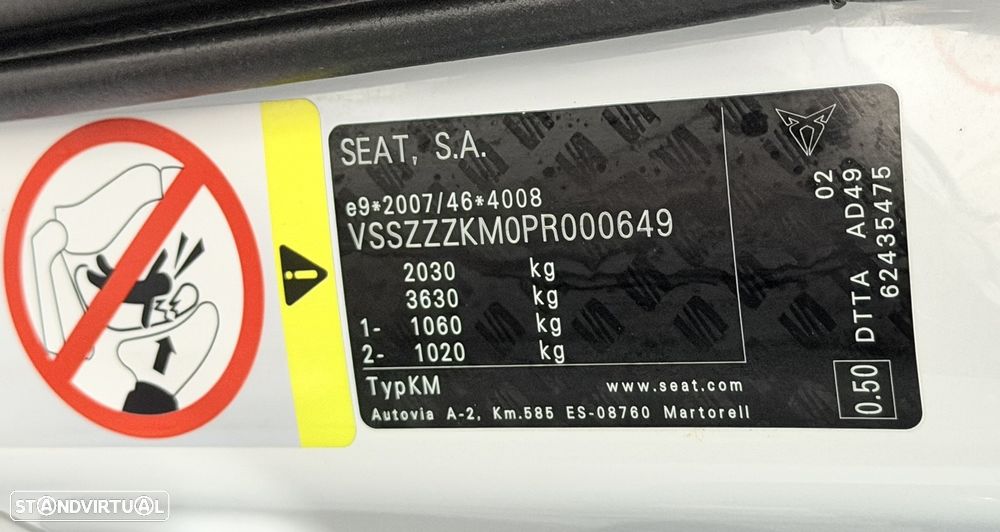 SEAT, S.A.
e9*2007/46*4008
VSSZZZKM0PR000649
2030 kg
3630 kg
1- 1060 kg
2- 1020 kg
TypKM www.seat.com
Autovia A-2, Km.585 ES-08760 Martorell
0.50 DTTA AD49 02
62435475
STANDVIRTUAL